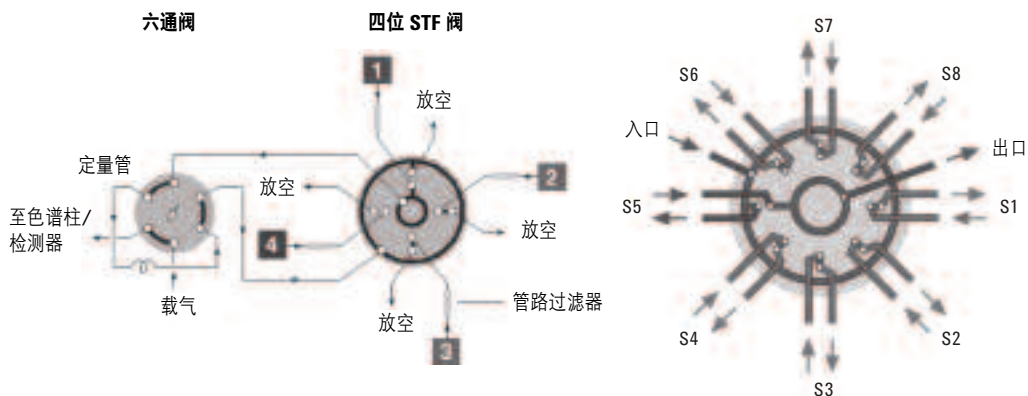 六通阀
四位 STF 阀
1
放空
定量管
放空
2
至色谱柱/
检测器
4
放空
载气
放空
管路过滤器
3
S7
S6
S8
入口
出口
S5
S1
S4
S2
S3